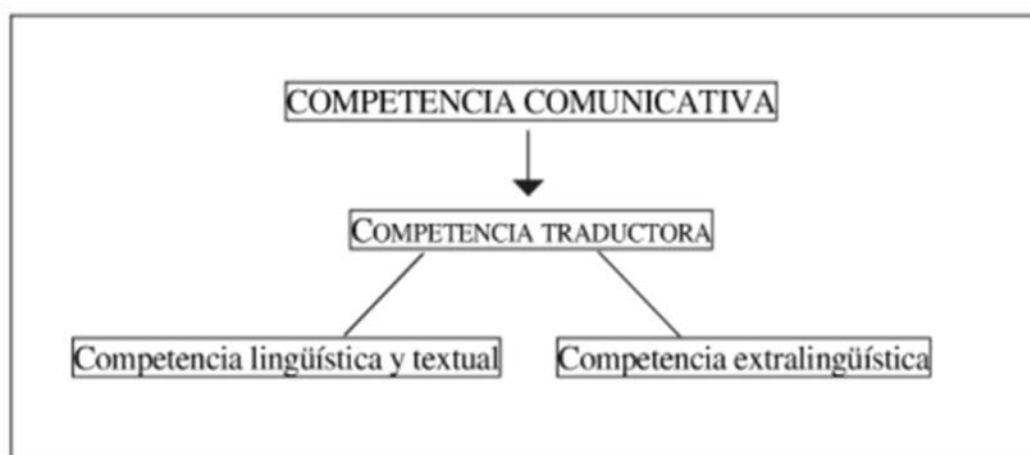 COMPETENCIA COMUNICATIVA
COMPETENCIA TRADUCTORA
Competencia lingüística y textual
Competencia extralingüística